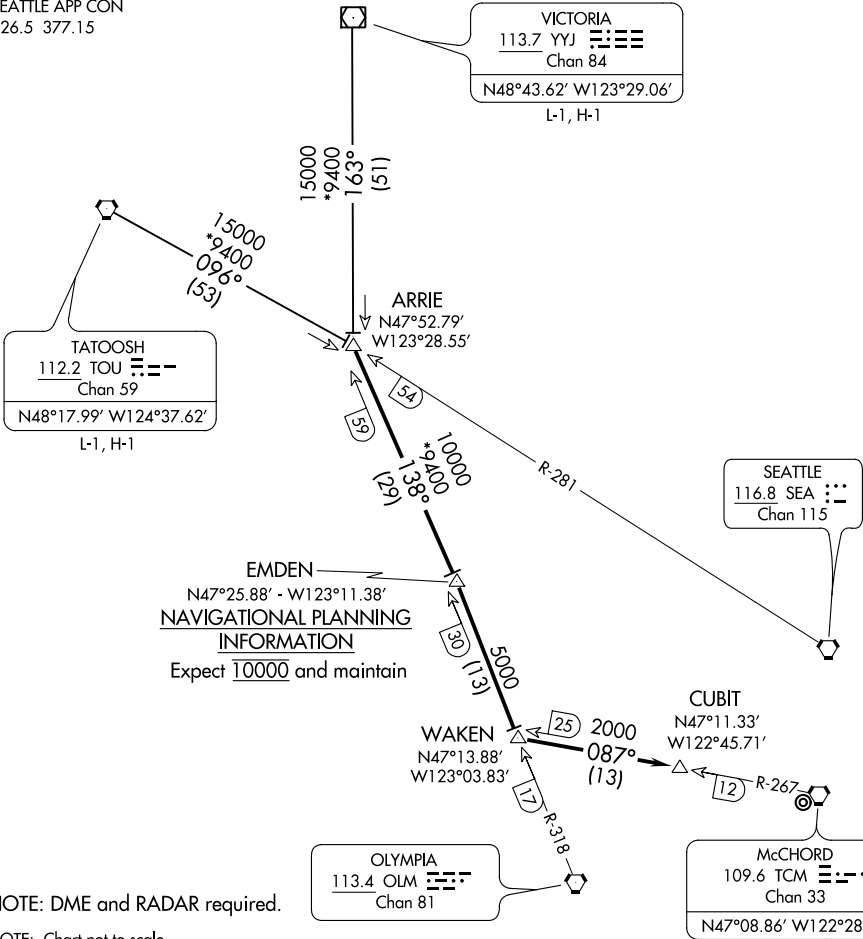 EATTLE APP CON
26.5 377.15
VICTORIA
113.7 YYJ
Chan 84
N48°43.62′ W123°29.06′
L-1, H-1
15000
*9400
163°
(51)
15000
*9400
096°
(53)
ARRIE
N47°52.79′
W123°28.55′
TATOOSH
112.2 TOU
Chan 59
N48°17.99′ W124°37.62′
L-1, H-1
54
59
10000
*9400
138°
(29)
R-281
SEATTLE
116.8 SEA
Chan 115
EMDEN
N47°25.88′ - W123°11.38′
NAVIGATIONAL PLANNING
INFORMATION
Expect 10000 and maintain
30
(13)
5000
CUBIT
N47°11.33′
W122°45.71′
WAKEN
N47°13.88′
W123°03.83′
25
2000
087°
(13)
12
R-267
17
R-318
OLYMPIA
113.4 OLM
Chan 81
McCHORD
109.6 TCM
Chan 33
N47°08.86′ W122°28
NOTE: DME and RADAR required.
NOTE: Chart not to scale